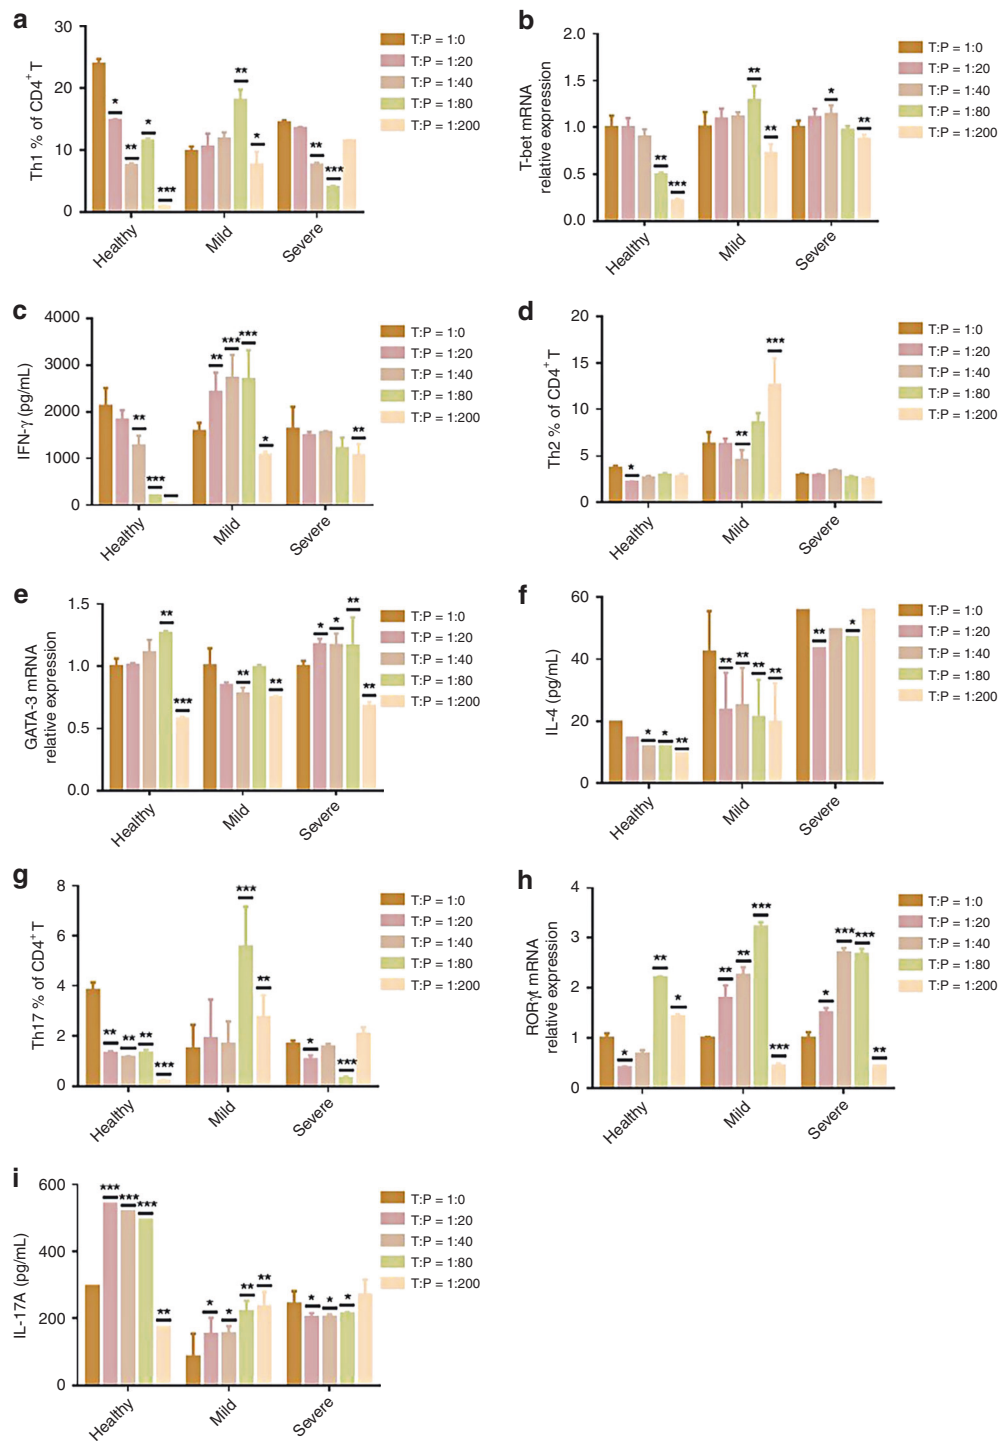 a
Th1 % of CD4+ T
30
20
10
0
*
**
*
***
**
*
**
***
Healthy
Mild
Severe
T:P = 1:0
T:P = 1:20
T:P = 1:40
T:P = 1:80
T:P = 1:200
b
T-bet mRNA
relative expression
2.0
1.5
1.0
0.5
0.0
**
***
**
**
*
**
Healthy
Mild
Severe
T:P = 1:0
T:P = 1:20
T:P = 1:40
T:P = 1:80
T:P = 1:200
c
IFN-γ (pg/mL)
4000
3000
2000
1000
0
**
***
**
***
***
*
**
Healthy
Mild
Severe
T:P = 1:0
T:P = 1:20
T:P = 1:40
T:P = 1:80
T:P = 1:200
d
Th2 % of CD4+ T
20
15
10
5
0
*
**
***
Healthy
Mild
Severe
T:P = 1:0
T:P = 1:20
T:P = 1:40
T:P = 1:80
T:P = 1:200
e
GATA-3 mRNA
relative expression
1.5
1.0
0.5
0.0
**
***
**
**
*
*
**
**
Healthy
Mild
Severe
T:P = 1:0
T:P = 1:20
T:P = 1:40
T:P = 1:80
T:P = 1:200
f
IL-4 (pg/mL)
60
40
20
0
*
*
**
**
**
**
**
**
*
Healthy
Mild
Severe
T:P = 1:0
T:P = 1:20
T:P = 1:40
T:P = 1:80
T:P = 1:200
g
Th17 % of CD4+ T
8
6
4
2
0
**
**
**
***
***
**
*
***
Healthy
Mild
Severe
T:P = 1:0
T:P = 1:20
T:P = 1:40
T:P = 1:80
T:P = 1:200
h
RORγt mRNA
relative expression
4
3
2
1
0
*
**
*
**
**
***
***
*
***
***
**
Healthy
Mild
Severe
T:P = 1:0
T:P = 1:20
T:P = 1:40
T:P = 1:80
T:P = 1:200
i
IL-17A (pg/mL)
600
400
200
0
***
***
***
**
*
*
**
**
*
*
*
Healthy
Mild
Severe
T:P = 1:0
T:P = 1:20
T:P = 1:40
T:P = 1:80
T:P = 1:200